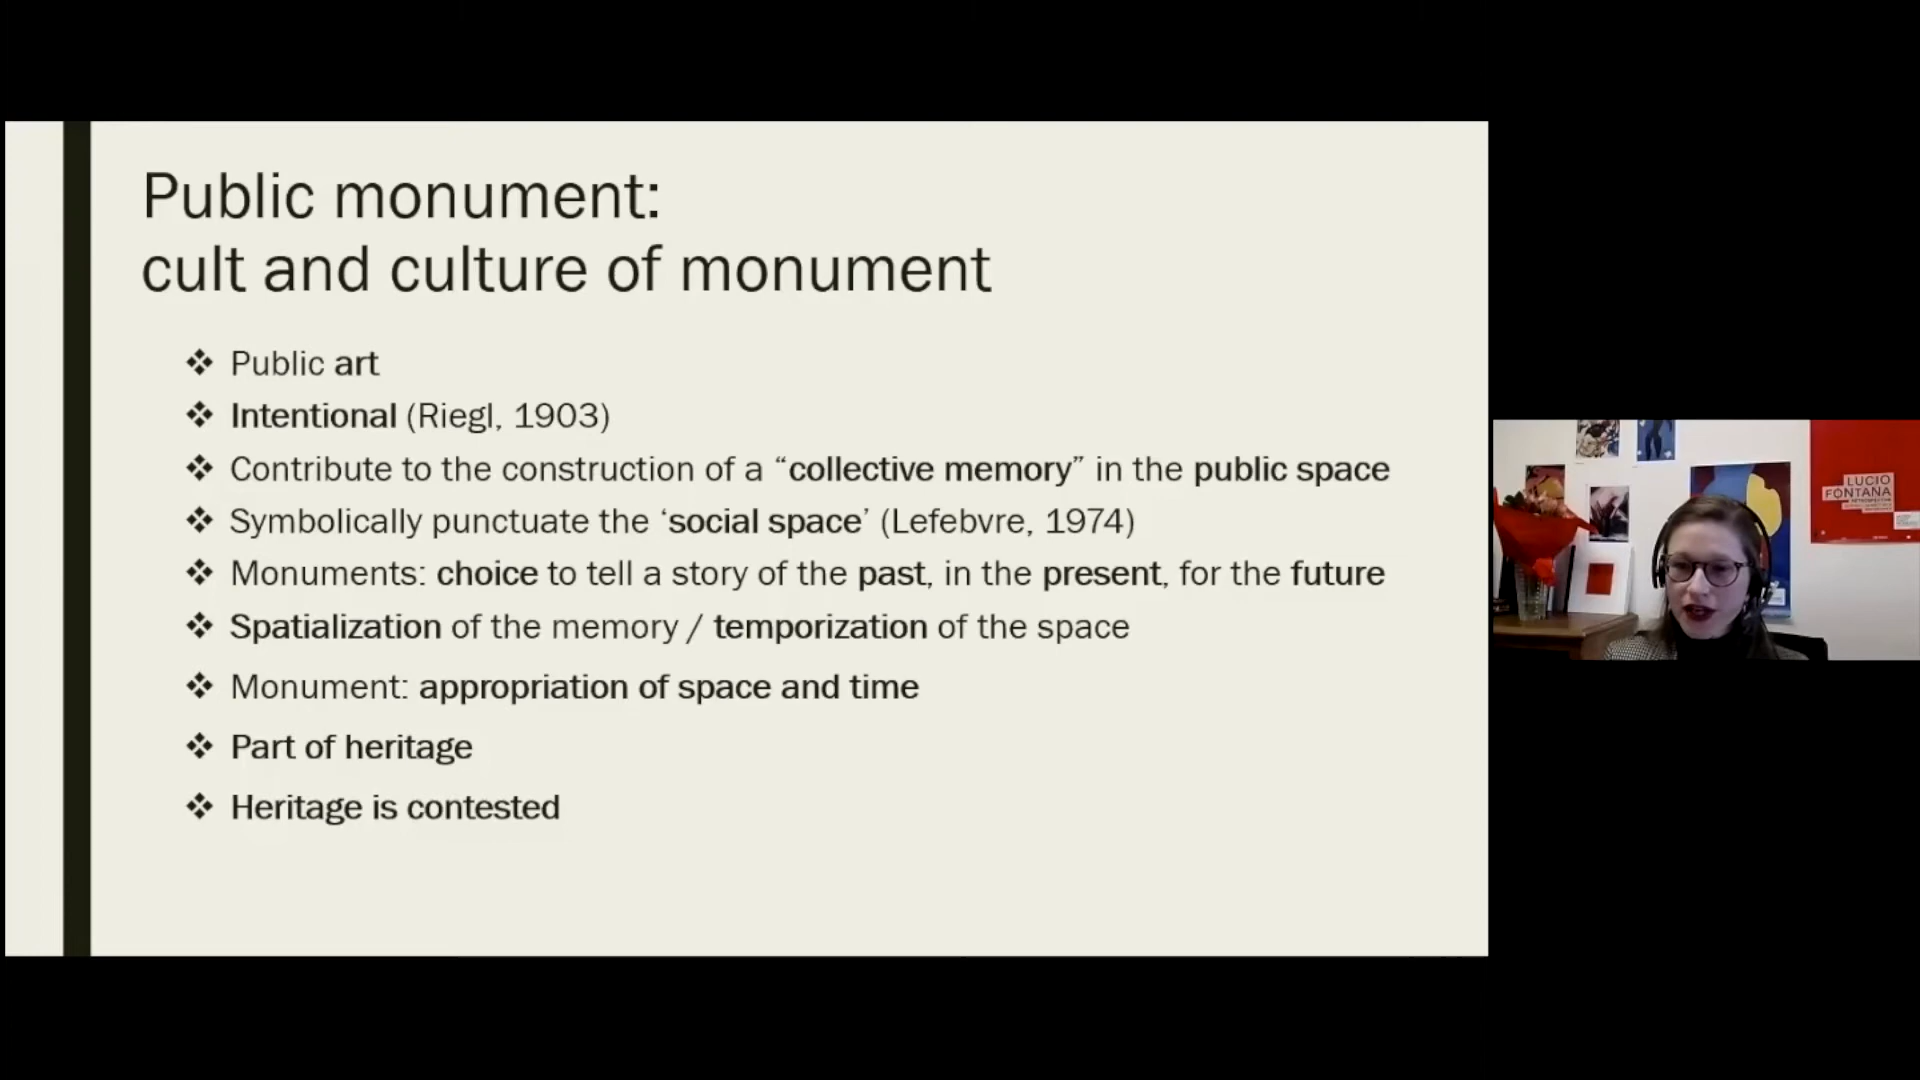 Public monument:
cult and culture of monument
❖ Public art
❖ Intentional (Riegl, 1903)
❖ Contribute to the construction of a “collective memory” in the public space
❖ Symbolically punctuate the ‘social space’ (Lefebvre, 1974)
❖ Monuments: choice to tell a story of the past, in the present, for the future
❖ Spatialization of the memory / temporization of the space
❖ Monument: appropriation of space and time
❖ Part of heritage
❖ Heritage is contested
LUCIO
FONTANA